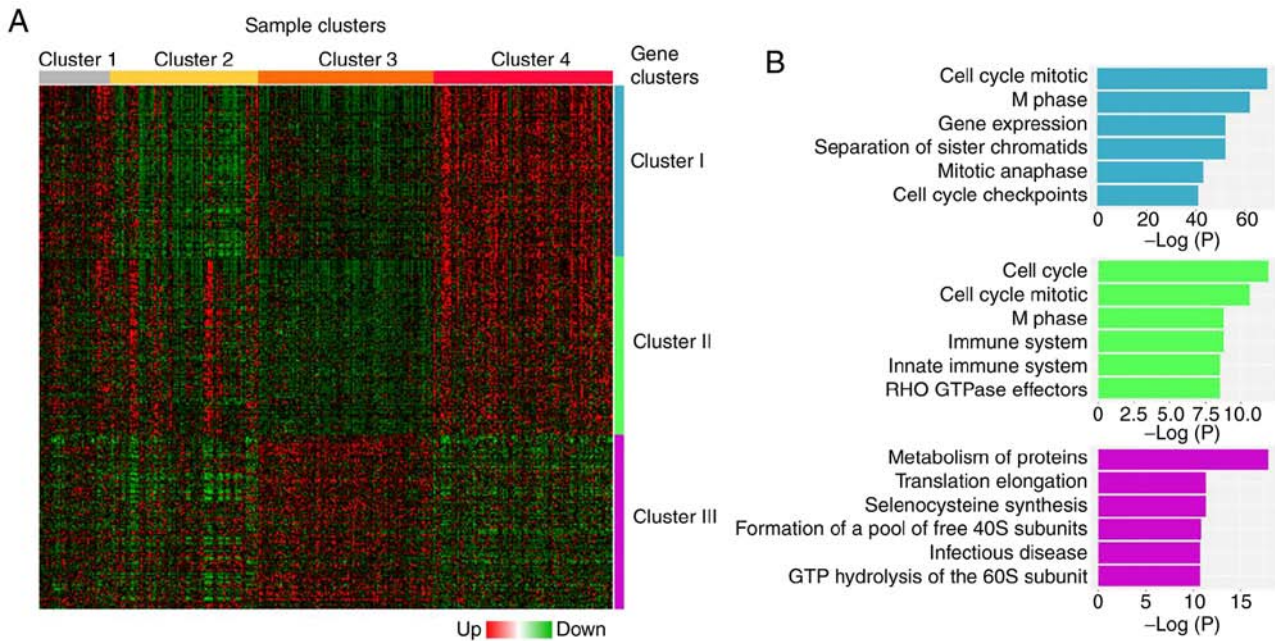 A
Sample clusters
Cluster 1 Cluster 2 Cluster 3 Cluster 4
Gene
clusters
Cluster I
Cluster II
Cluster III
Up Down
B
Cell cycle mitotic
M phase
Gene expression
Separation of sister chromatids
Mitotic anaphase
Cell cycle checkpoints
0 20 40 60
–Log (P)
Cell cycle
Cell cycle mitotic
M phase
Immune system
Innate immune system
RHO GTPase effectors
0 2.5 5.0 7.5 10.0
–Log (P)
Metabolism of proteins
Translation elongation
Selenocysteine synthesis
Formation of a pool of free 40S subunits
Infectious disease
GTP hydrolysis of the 60S subunit
0 5 10 15
–Log (P)